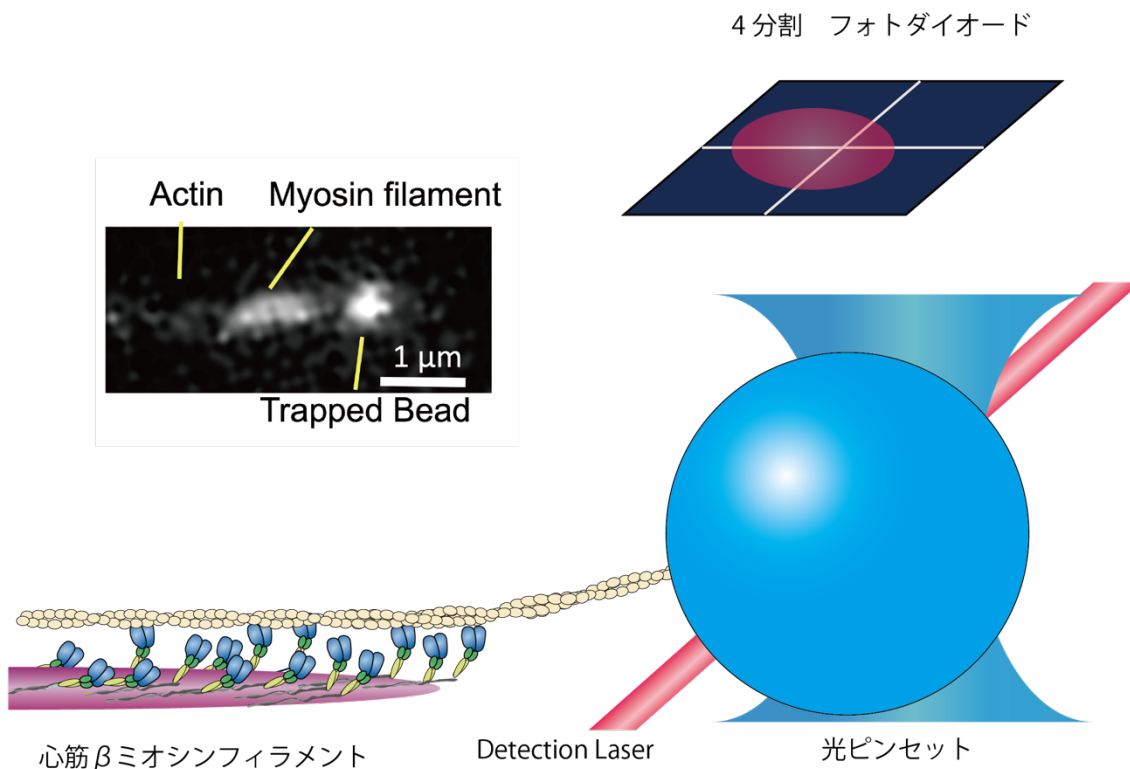 4 分割　フォトダイオード
Actin
Myosin filament
1 μm
Trapped Bead
心筋 β ミオシンフィラメント
Detection Laser
光ピンセット